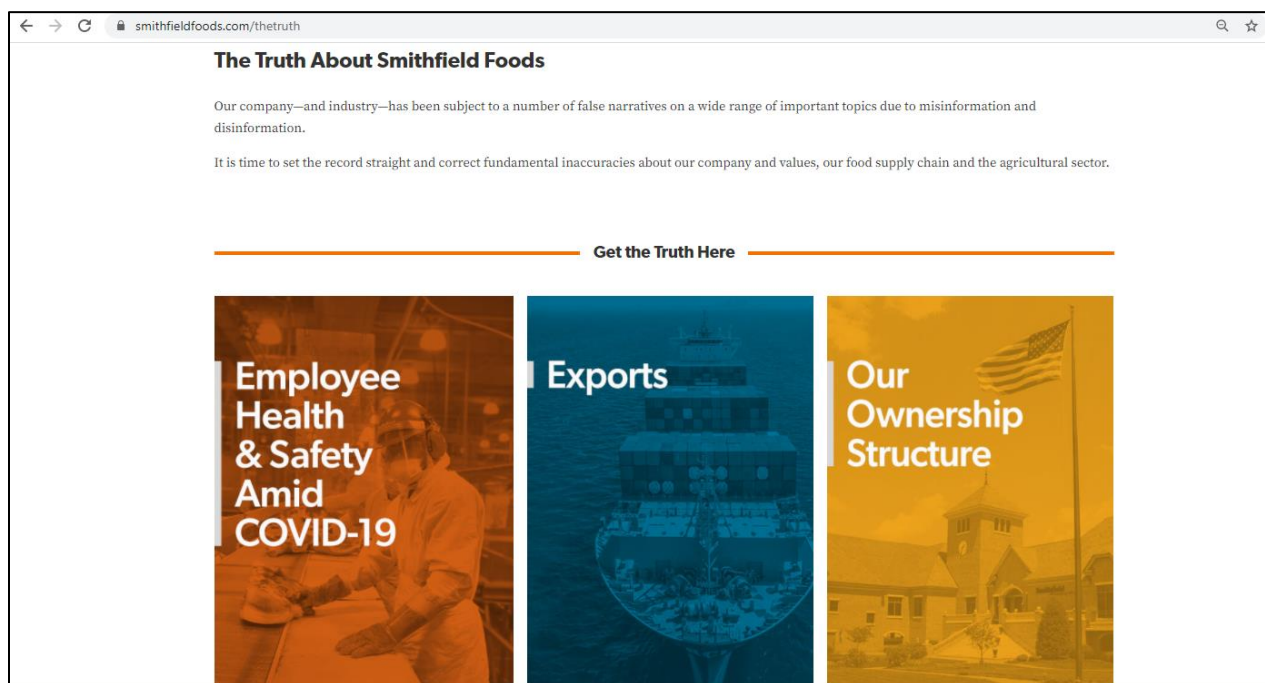 smithfieldfoods.com/thetruth
The Truth About Smithfield Foods
Our company—and industry—has been subject to a number of false narratives on a wide range of important topics due to misinformation and
disinformation.
It is time to set the record straight and correct fundamental inaccuracies about our company and values, our food supply chain and the agricultural sector.
Get the Truth Here
Employee
Health
& Safety
Amid
COVID-19
Exports
Our
Ownership
Structure